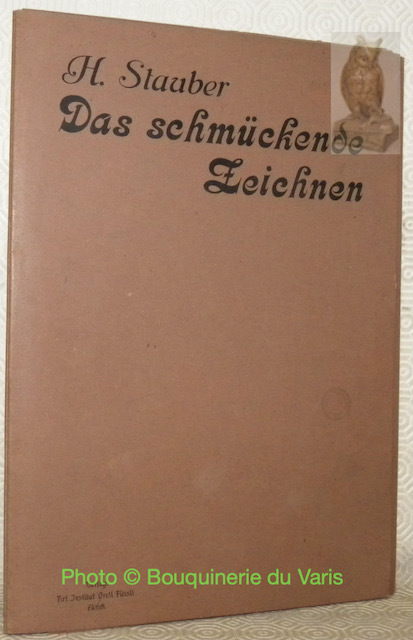 H. Stauber
Das schmückende
Zeichnen
Photo © Bouquinerie du Varis
Art. Institut Orell Füssli
Zürich